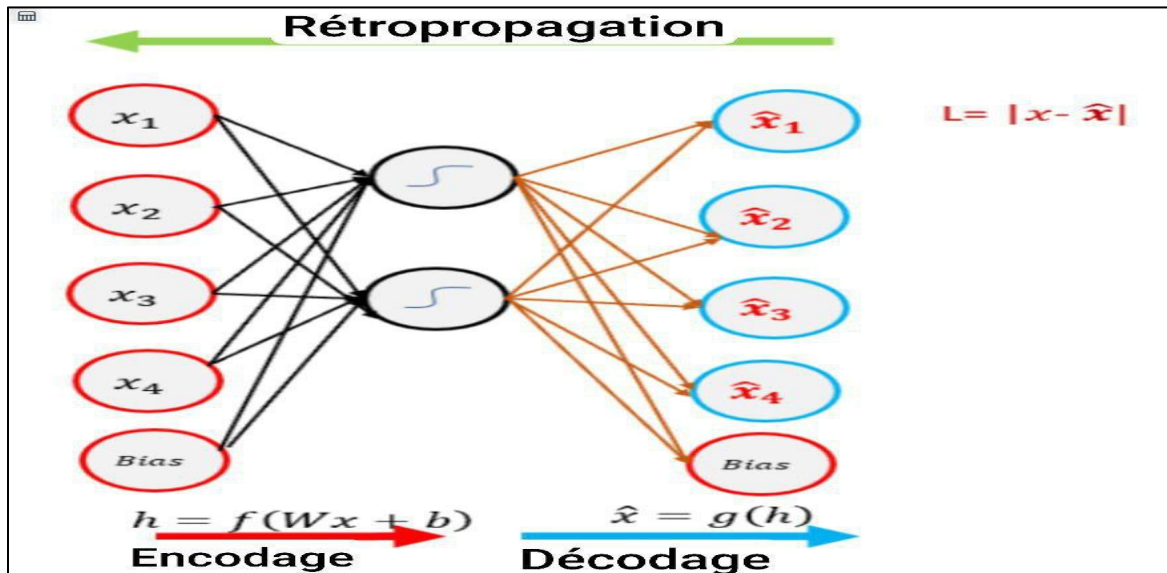 Rétropropagation
x₁
x̂₁
L= |x- x̂|
x₂
x̂₂
x₃
x̂₃
x₄
x̂₄
Bias
Bias
h = f(Wx + b)
x̂ = g(h)
Encodage
Décodage